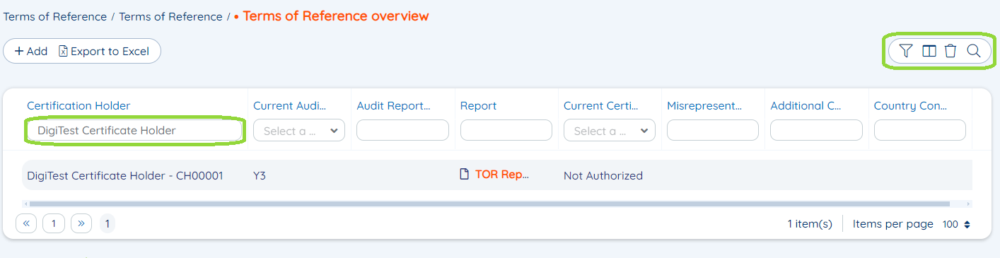 Terms of Reference / Terms of Reference / • Terms of Reference overview
+ Add Export to Excel
Certification Holder Current Audi... Audit Report... Report Current Certi... Misrepresent... Additional C... Country Con...
DigiTest Certificate Holder Select a ... Select a ...
DigiTest Certificate Holder - CH00001 Y3 TOR Rep... Not Authorized
« 1 » 1 1 item(s) Items per page 100